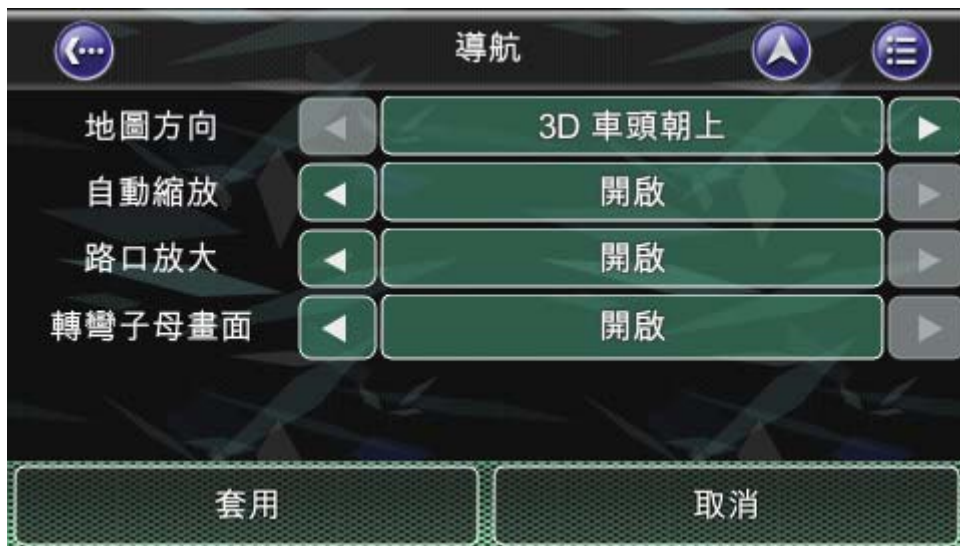 導航
地圖方向 3D 車頭朝上
自動縮放 開啟
路口放大 開啟
轉彎子母畫面 開啟
套用 取消